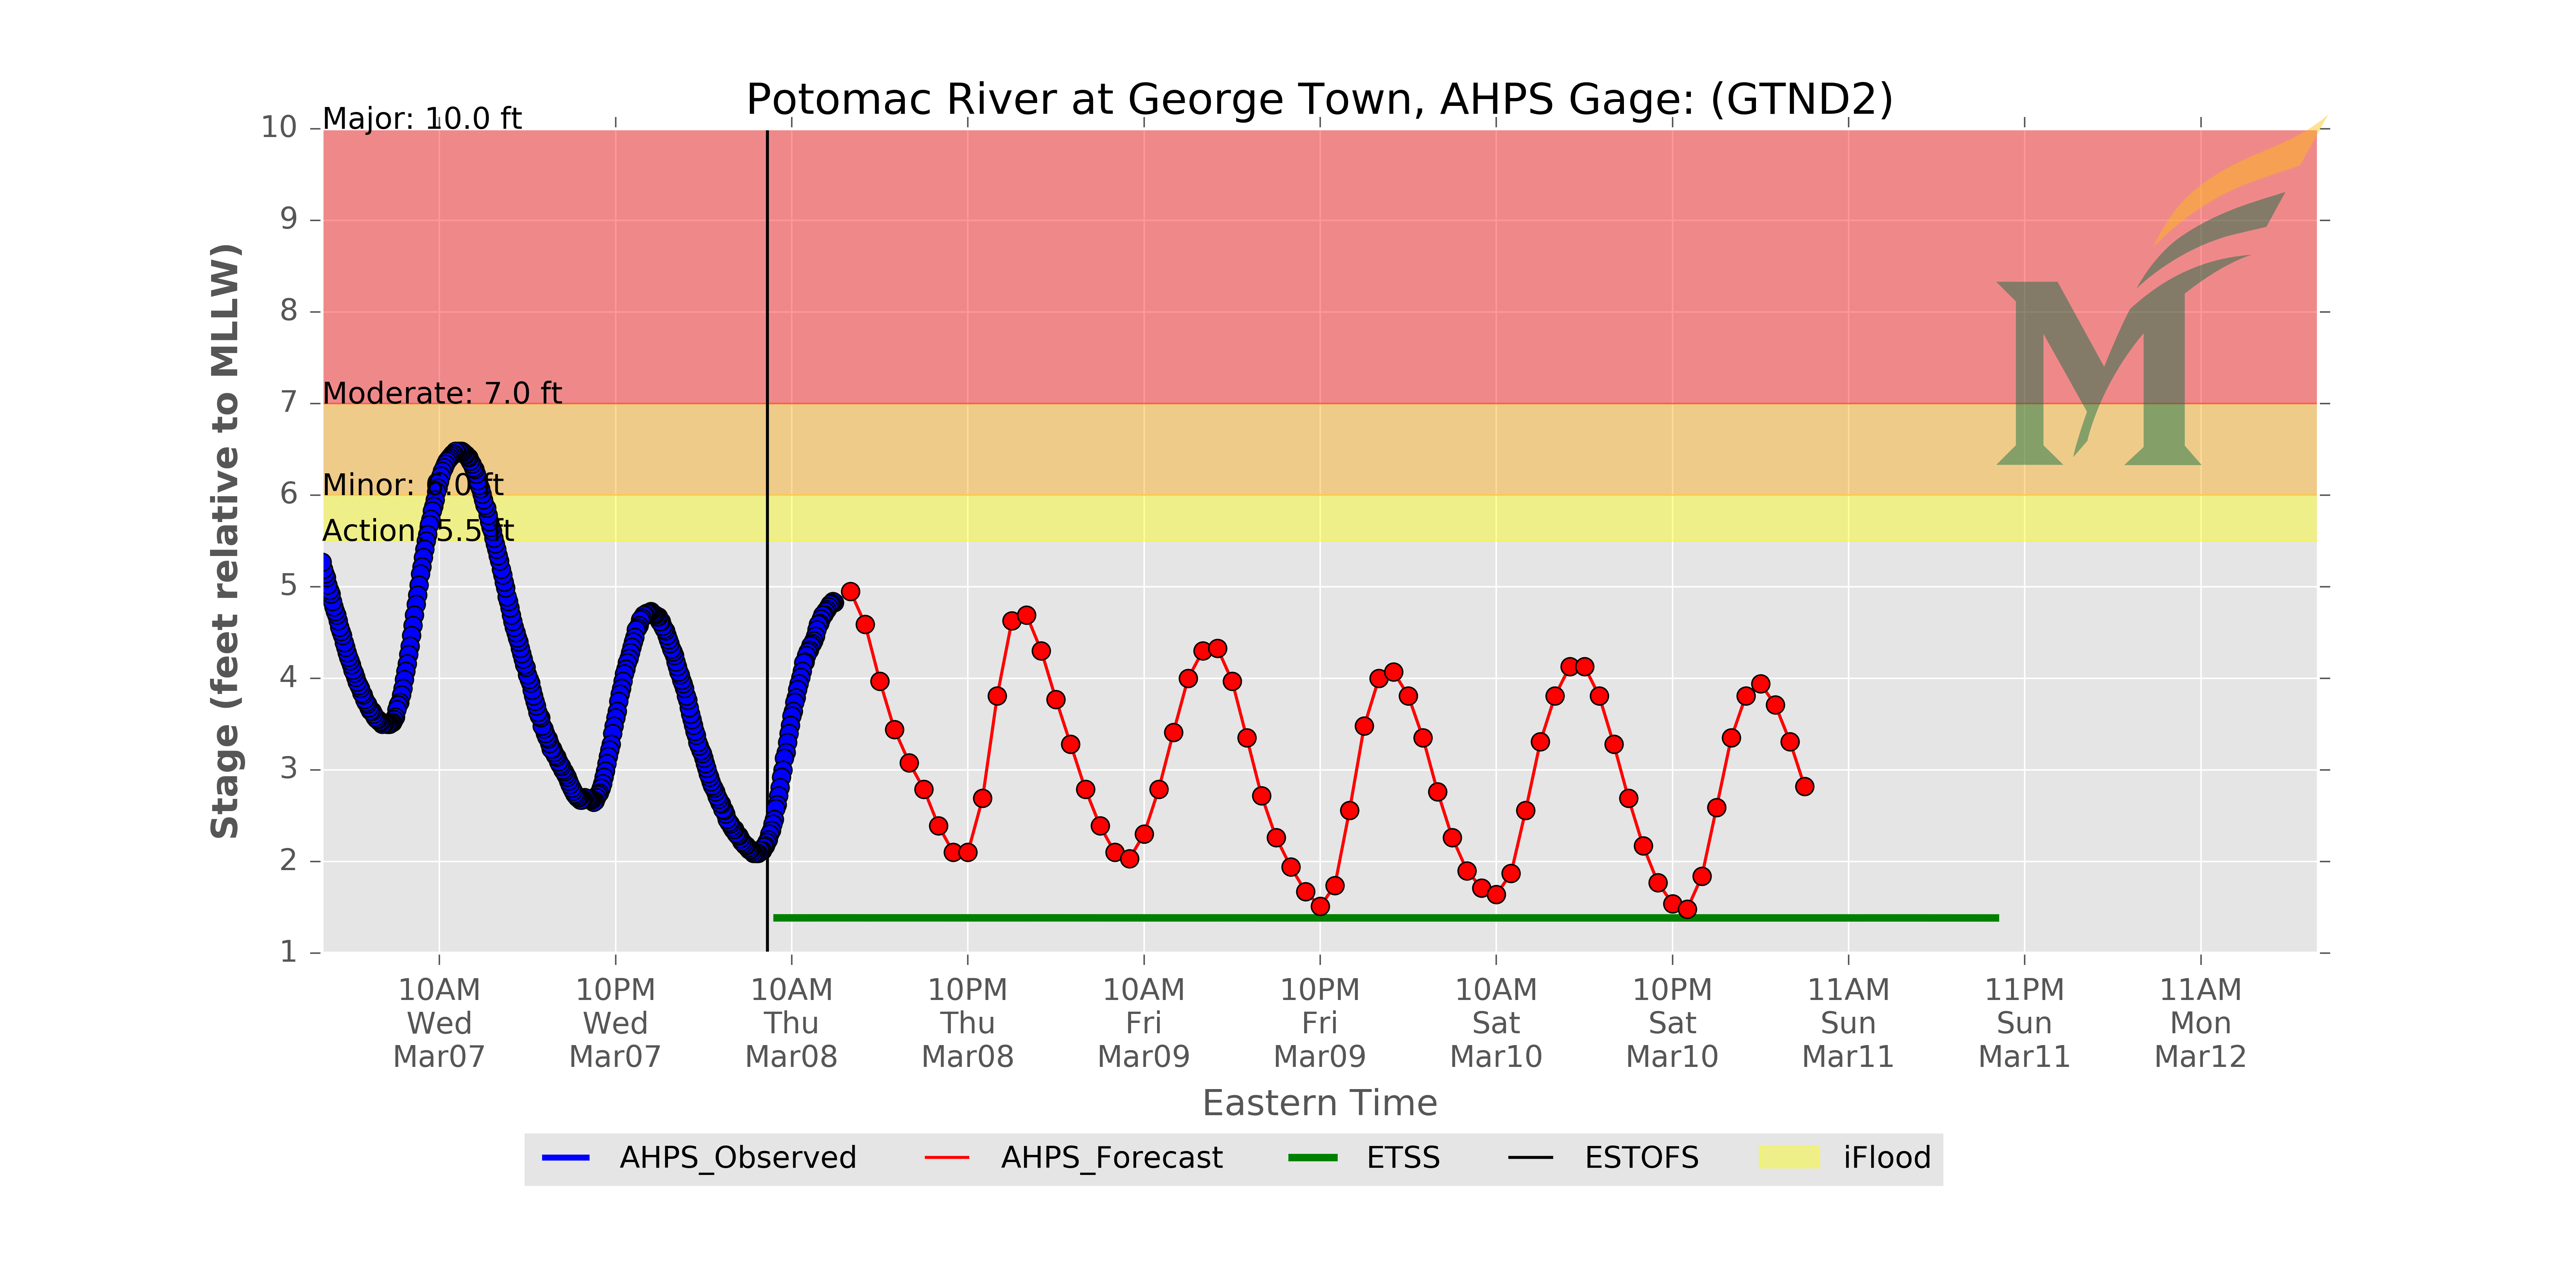 Potomac River at George Town, AHPS Gage: (GTND2)
Major: 10.0 ft
Moderate: 7.0 ft
Minor: .0 ft
Action 5.5 ft
10
9
8
7
6
5
4
3
2
1
Stage (feet relative to MLLW)
10AM 10PM 10AM 10PM 10AM 10PM 10AM 10PM 11AM 11PM 11AM
Wed Wed Thu Thu Fri Fri Sat Sat Sun Sun Mon
Mar07 Mar07 Mar08 Mar08 Mar09 Mar09 Mar10 Mar10 Mar11 Mar11 Mar12
Eastern Time
AHPS_Observed AHPS_Forecast ETSS ESTOFS iFlood